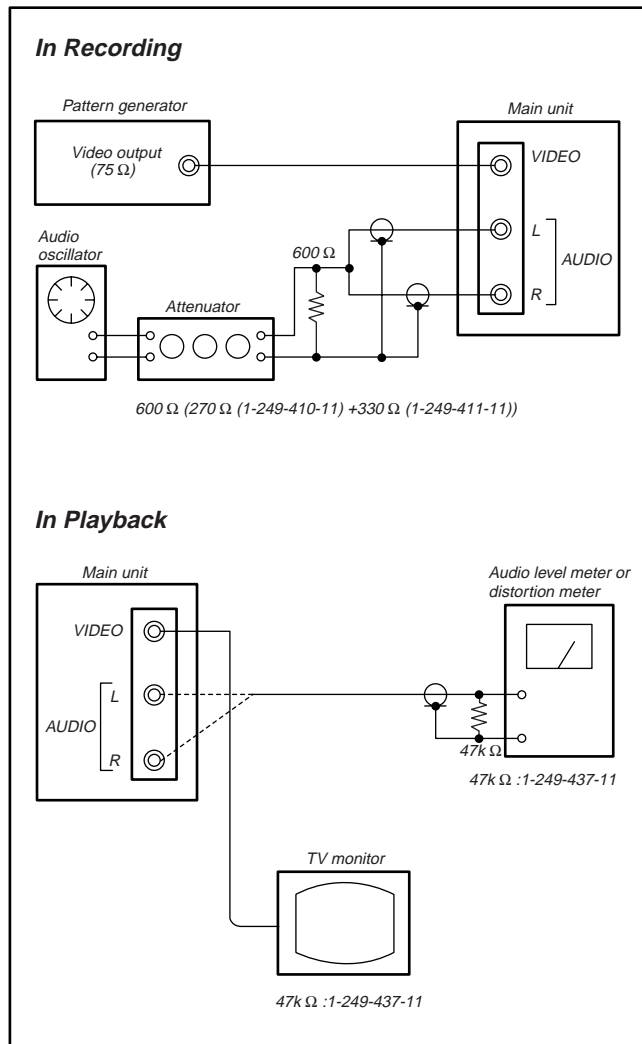 In Recording
Pattern generator
Main unit
Video output
(75 Ω)
VIDEO
Audio
oscillator
600 Ω
L
Attenuator
AUDIO
R
600 Ω (270 Ω (1-249-410-11) +330 Ω (1-249-411-11))
In Playback
Main unit
Audio level meter or
distortion meter
VIDEO
L
AUDIO
R
47k Ω
47k Ω :1-249-437-11
TV monitor
47k Ω :1-249-437-11